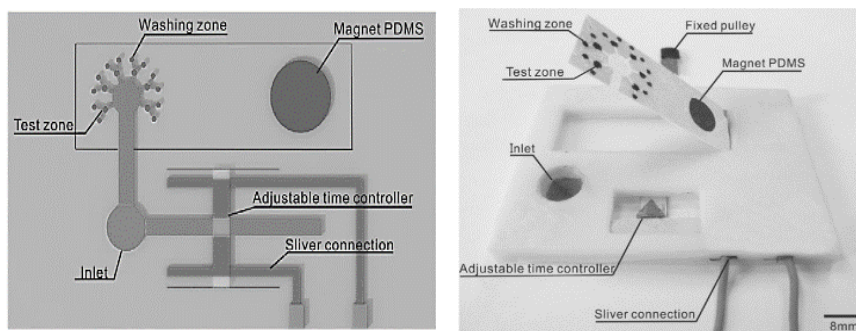 Washing zone
Magnet PDMS
Test zone
Adjustable time controller
Sliver connection
Inlet
Washing zone
Fixed pulley
Test zone
Magnet PDMS
Inlet
Adjustable time controller
Sliver connection
8mm